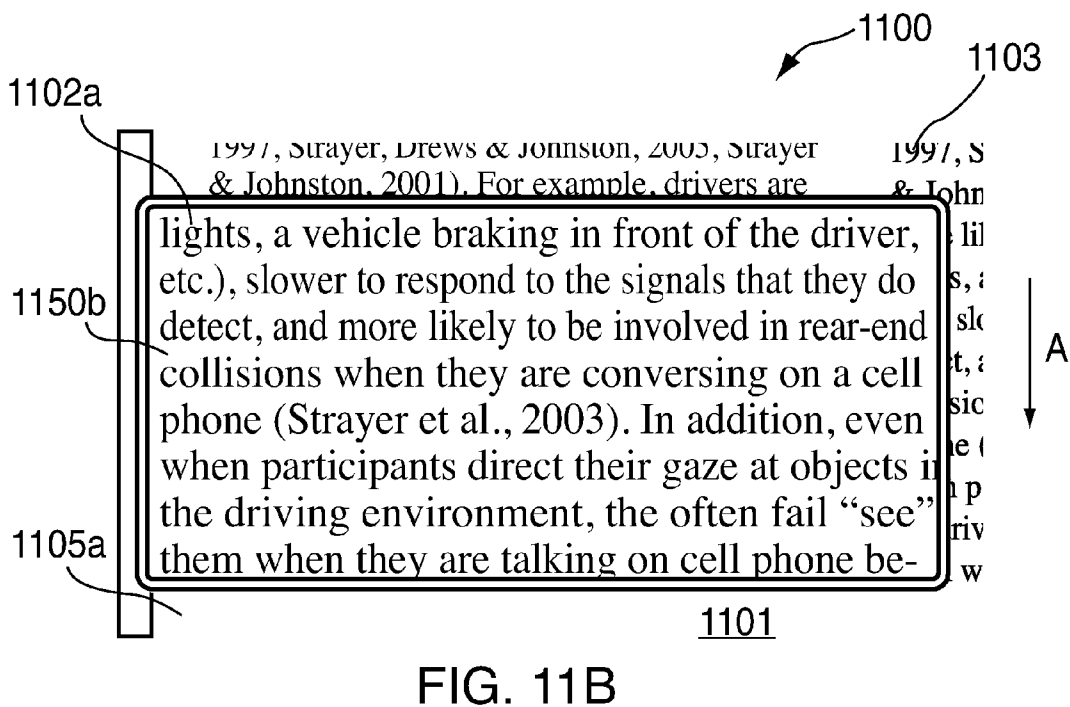 1100
1103
1102a
1997, Strayer, Drews & Johnston, 2003, Strayer
& Johnston, 2001). For example, drivers are
lights, a vehicle braking in front of the driver,
etc.), slower to respond to the signals that they do
detect, and more likely to be involved in rear-end
collisions when they are conversing on a cell
phone (Strayer et al., 2003). In addition, even
when participants direct their gaze at objects in
the driving environment, the often fail “see”
them when they are talking on cell phone be-
1997, S
& John
1150b
A
1105a
1101
FIG. 11B